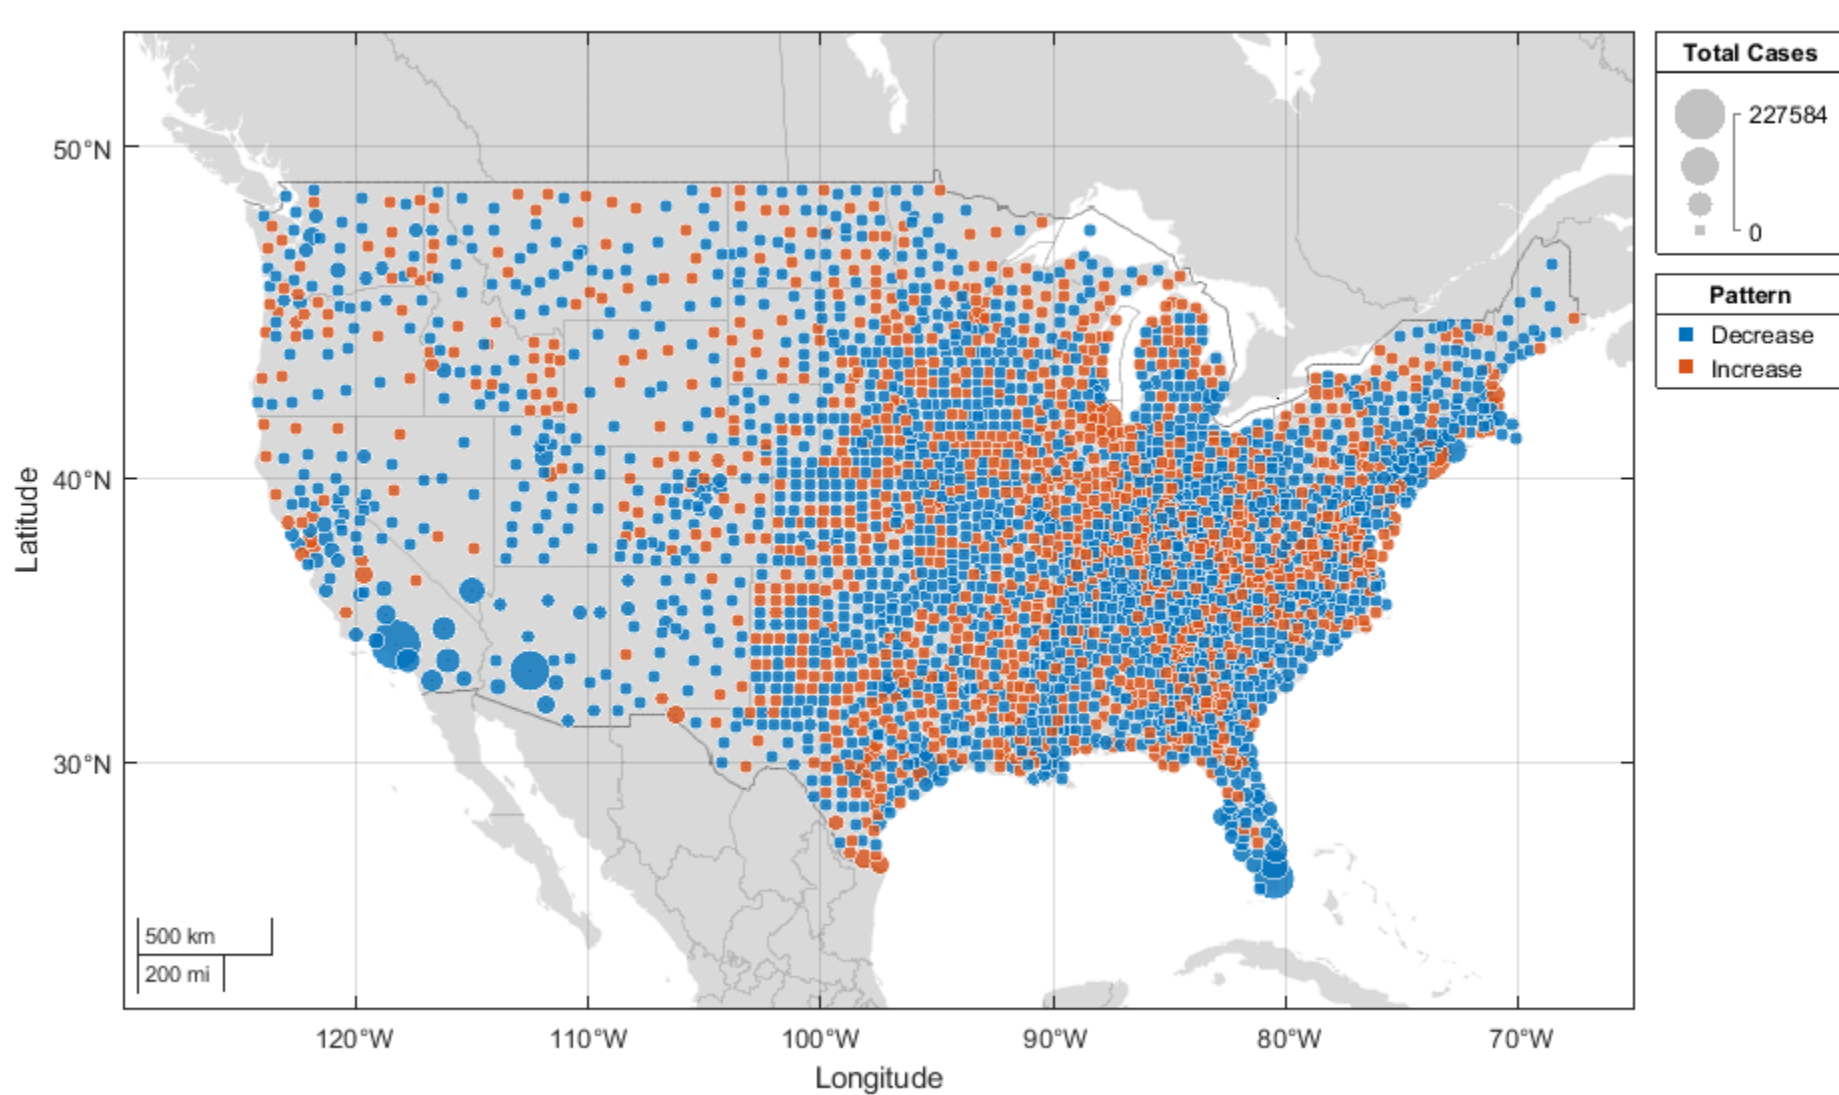 Total Cases
227584
0
Pattern
Decrease
Increase
50°N
40°N
30°N
Latitude
500 km
200 mi
120°W 110°W 100°W 90°W 80°W 70°W
Longitude